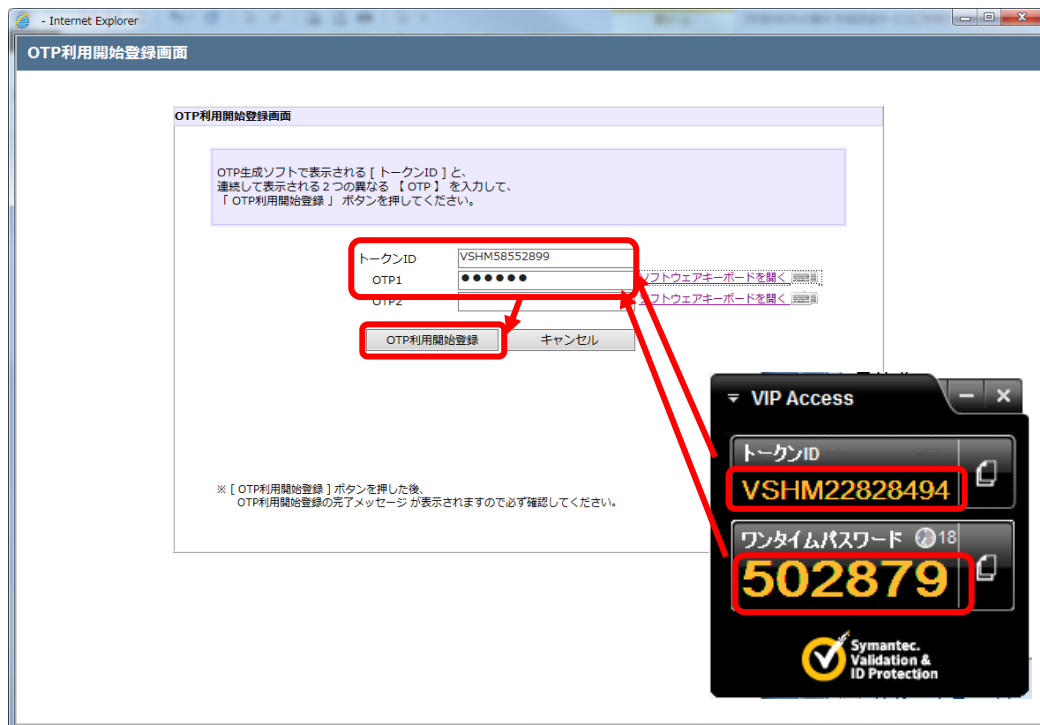 - Internet Explorer
OTP利用開始登録画面
OTP利用開始登録画面
OTP生成ソフトで表示される [ トークンID ] と、
連続して表示される２つの異なる 【 OTP 】 を入力して、
「 OTP利用開始登録 」 ボタンを押してください。
トークンID VSHM58552899
OTP1 ●●●●●● ソフトウェアキーボードを開く
OTP2 ソフトウェアキーボードを開く
OTP利用開始登録 キャンセル
※ [ OTP利用開始登録 ] ボタンを押した後、
OTP利用開始登録の完了メッセージ が表示されますので必ず確認してください。
VIP Access
トークンID
VSHM22828494
ワンタイムパスワード 18
502879
Symantec.
Validation &
ID Protection